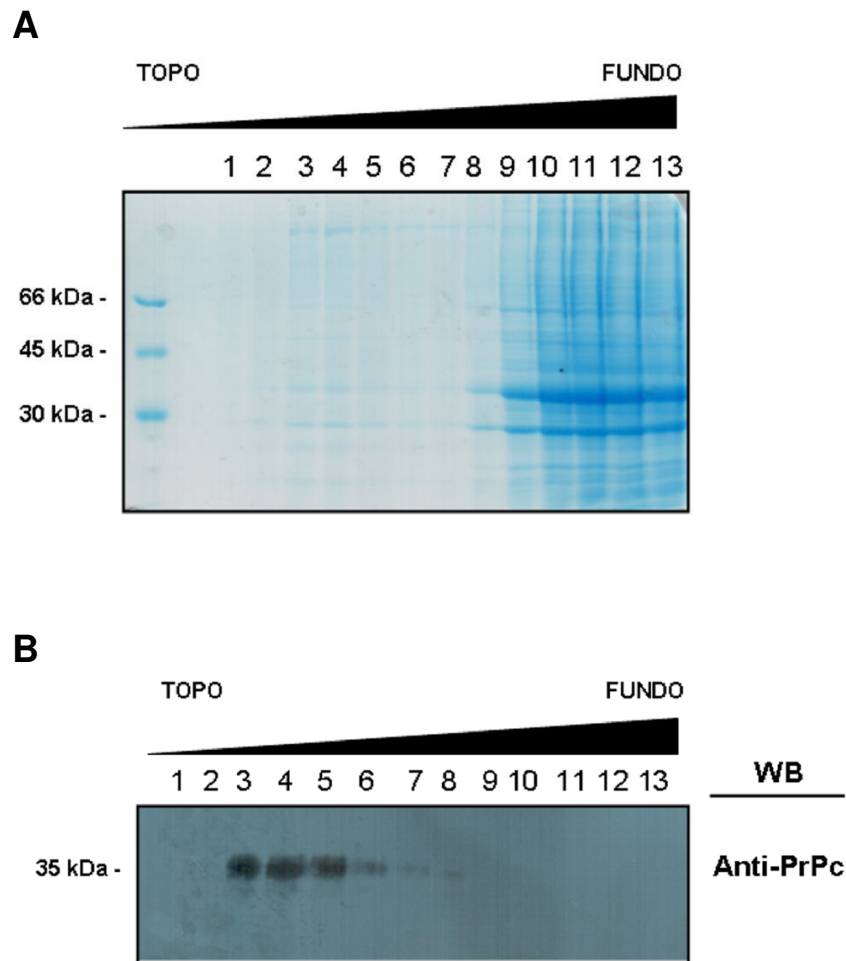 A
TOPO FUNDO
1 2 3 4 5 6 7 8 9 10 11 12 13
66 kDa -
45 kDa -
30 kDa -
B
TOPO FUNDO
1 2 3 4 5 6 7 8 9 10 11 12 13
WB
35 kDa -
Anti-PrPc